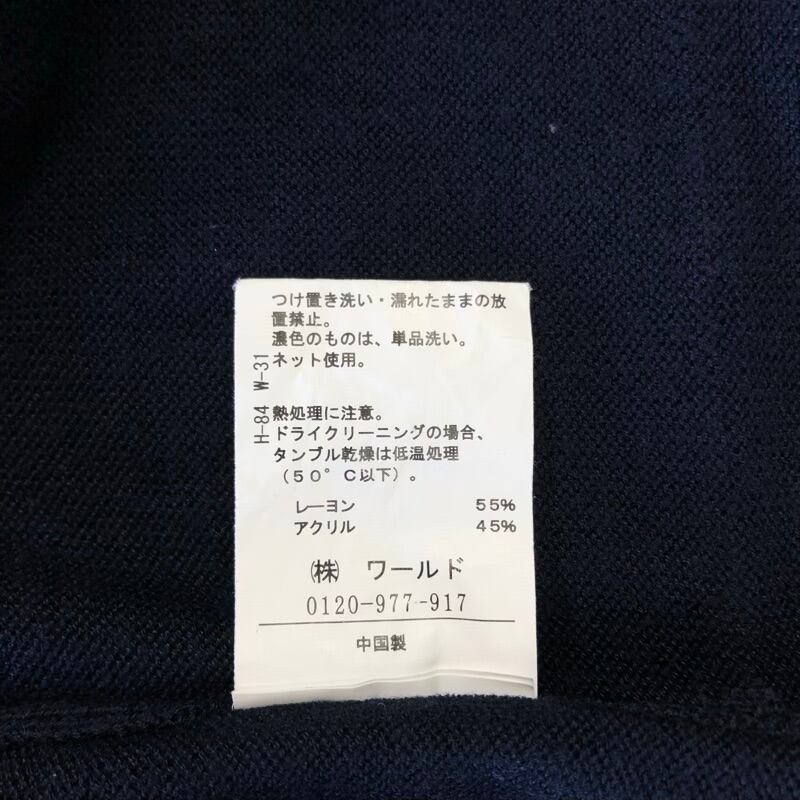 つけ置き洗い・濡れたままの放
置禁止。
濃色のものは、単品洗い。
ネット使用。
熱処理に注意。
ドライクリーニングの場合、
タンブル乾燥は低温処理
（５０°Ｃ以下）。
レーヨン ５５％
アクリル ４５％
㈱ ワールド
0120-977-917
中国製
H-84 W-31